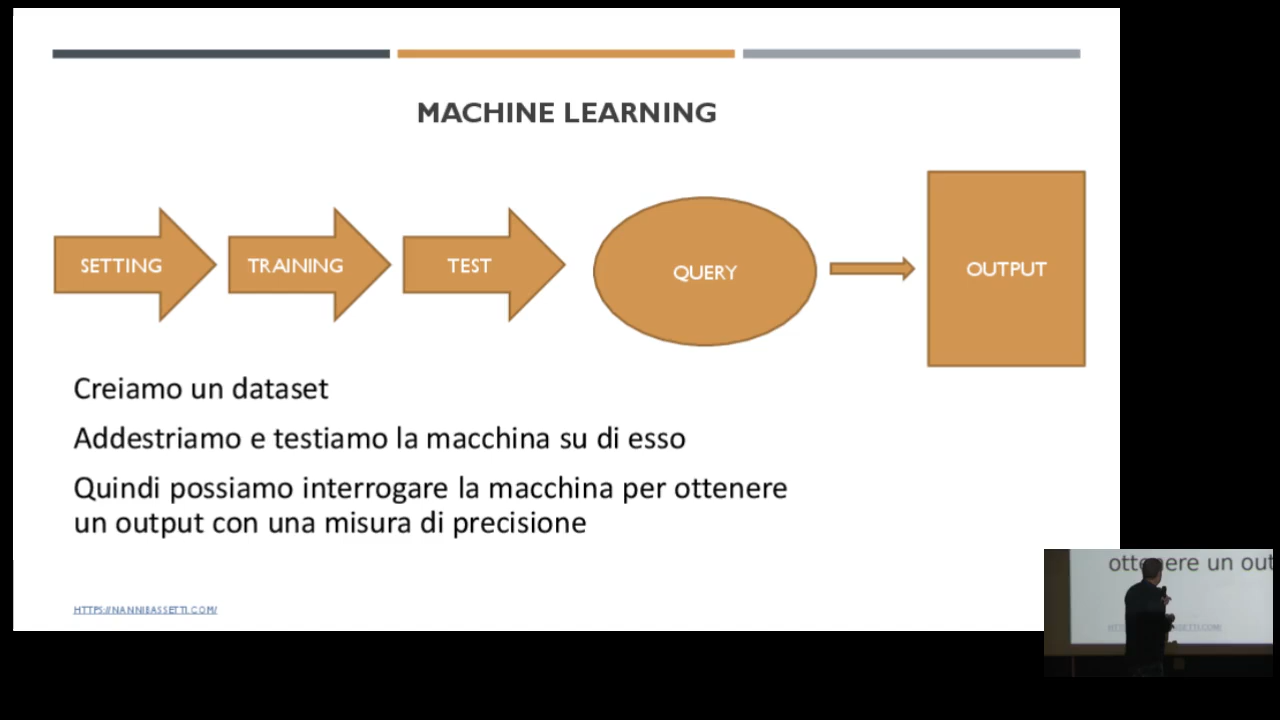 MACHINE LEARNING
SETTING
TRAINING
TEST
QUERY
OUTPUT
Creiamo un dataset
Addestriamo e testiamo la macchina su di esso
Quindi possiamo interrogare la macchina per ottenere
un output con una misura di precisione
HTTPS://NANNIBASSETTI.COM/
ottenere un out